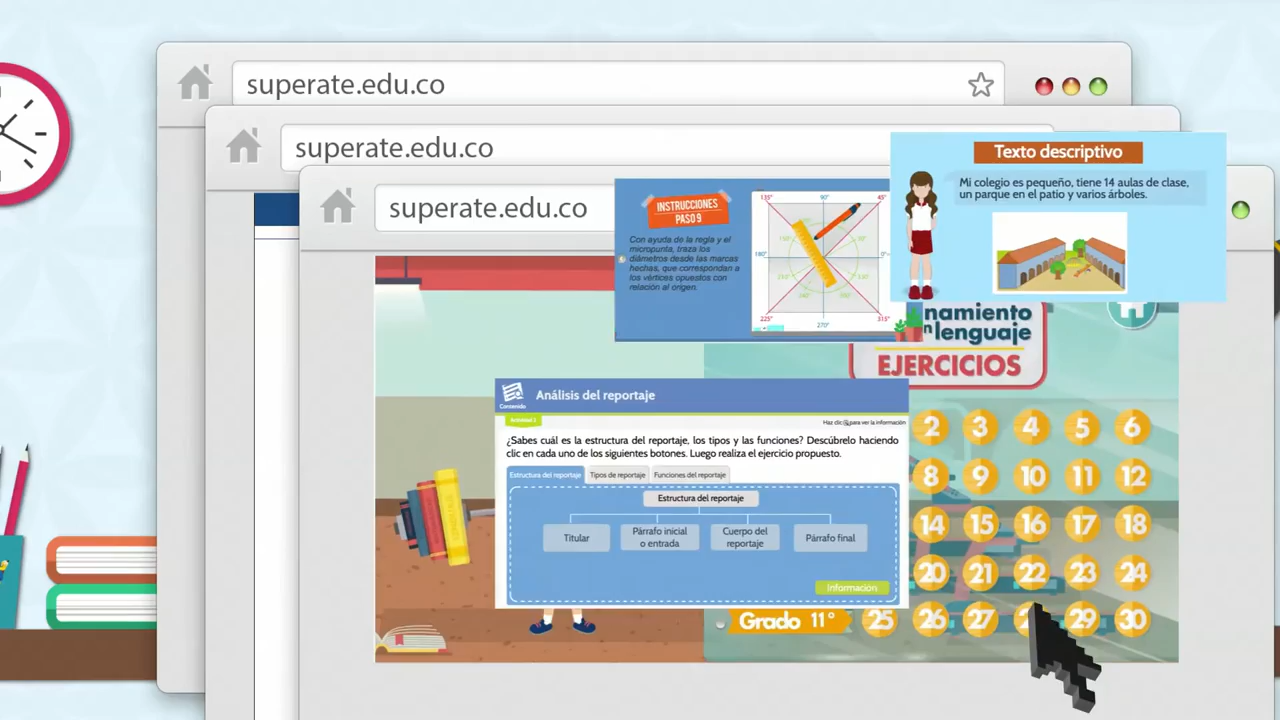 superate.edu.co
superate.edu.co
superate.edu.co
INSTRUCCIONES
PASO 9
Con ayuda de la regla y el
micropunta, traza los
diámetros desde las marcas
hechas, que correspondan a
los vértices opuestos con
relación al origen.
135°
90°
45°
180°
0°
225°
270°
315°
Texto descriptivo
Mi colegio es pequeño, tiene 14 aulas de clase,
un parque en el patio y varios árboles.
namiento
n lenguaje
EJERCICIOS
Contenido
Análisis del reportaje
Actividad 1
Haz clic para ver la información
¿Sabes cuál es la estructura del reportaje, los tipos y las funciones? Descúbrelo haciendo
clic en cada uno de los siguientes botones. Luego realiza el ejercicio propuesto.
Estructura del reportaje Tipos de reportaje Funciones del reportaje
Estructura del reportaje
Titular
Párrafo inicial
o entrada
Cuerpo del
reportaje
Párrafo final
Información
2 3 4 5 6
8 9 10 11 12
14 15 16 17 18
20 21 22 23 24
Grado 11° 25 26 27 29 30